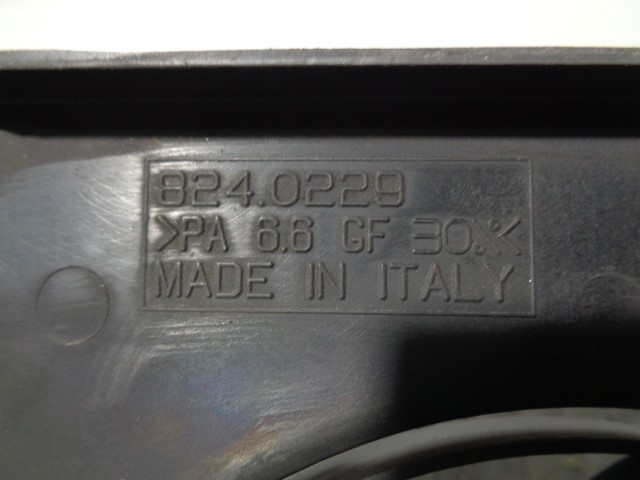 824.0229
>PA 6.6 GF 30.<
MADE IN ITALY